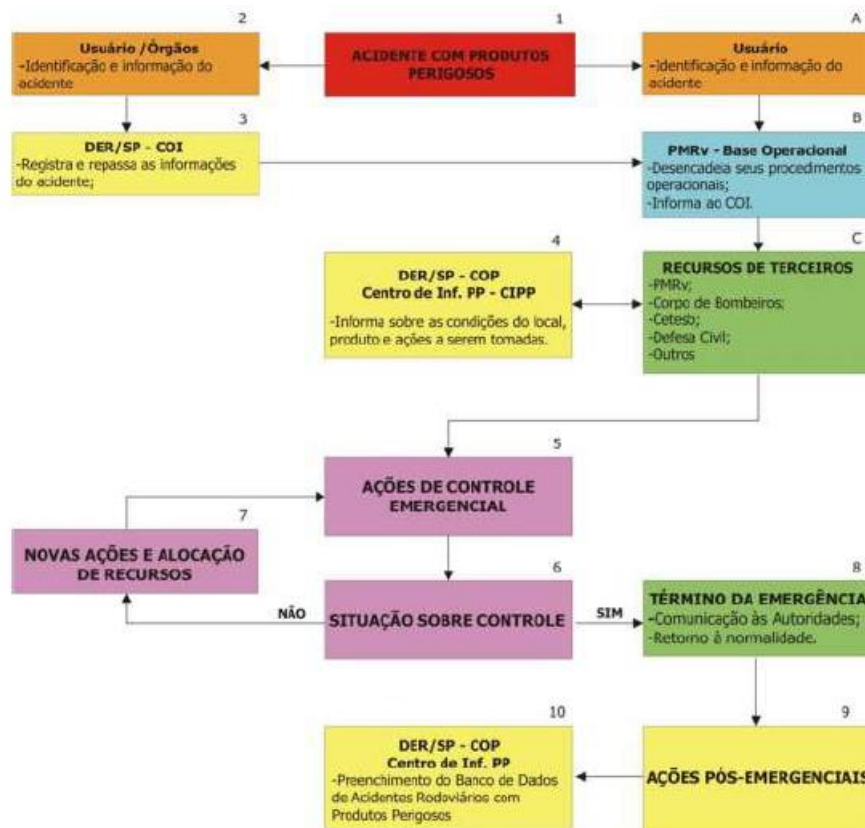 2
1
A
Usuário /Órgãos
-Identificação e informação do
acidente
ACIDENTE COM PRODUTOS
PERIGOSOS
Usuário
-Identificação e informação do
acidente
3
B
DER/SP - COI
-Registra e repassa as informações
do acidente;
PMRv - Base Operacional
-Desencadeia seus procedimentos
operacionais;
-Informa ao COI.
4
C
DER/SP - COP
Centro de Inf. PP - CIPP
-Informa sobre as condições do local,
produto e ações a serem tomadas.
RECURSOS DE TERCEIROS
-PMRv;
-Corpo de Bombeiros;
-Cetesb;
-Defesa Civil;
-Outros
5
AÇÕES DE CONTROLE
EMERGENCIAL
7
NOVAS AÇÕES E ALOCAÇÃO
DE RECURSOS
6
8
NÃO
SITUAÇÃO SOBRE CONTROLE
SIM
TÉRMINO DA EMERGÊNCIA
-Comunicação às Autoridades;
-Retorno à normalidade.
10
9
DER/SP - COP
Centro de Inf. PP
-Preenchimento do Banco de Dados
de Acidentes Rodoviários com
Produtos Perigosos
AÇÕES PÓS-EMERGENCIAIS